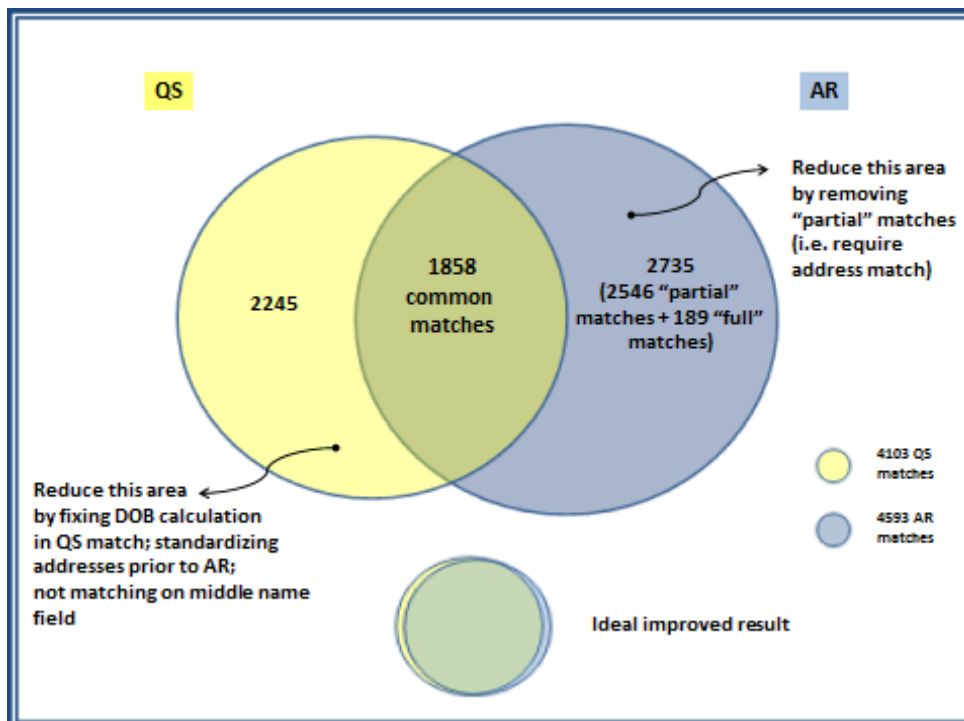 QS
AR
Reduce this area
by removing
“partial” matches
(i.e. require
address match)
2245
1858
common
matches
2735
(2546 “partial”
matches + 189 “full”
matches)
4103 QS
matches
4593 AR
matches
Reduce this area
by fixing DOB calculation
in QS match; standardizing
addresses prior to AR;
not matching on middle name
field
Ideal improved result